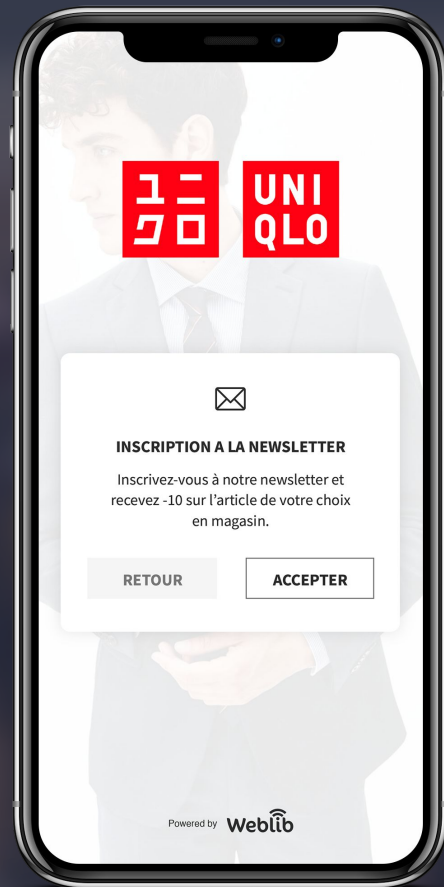 ユニ UNI
クロ QLO
INSCRIPTION A LA NEWSLETTER
Inscrivez-vous à notre newsletter et
recevez -10 sur l’article de votre choix
en magasin.
RETOUR ACCEPTER
Powered by Weblib